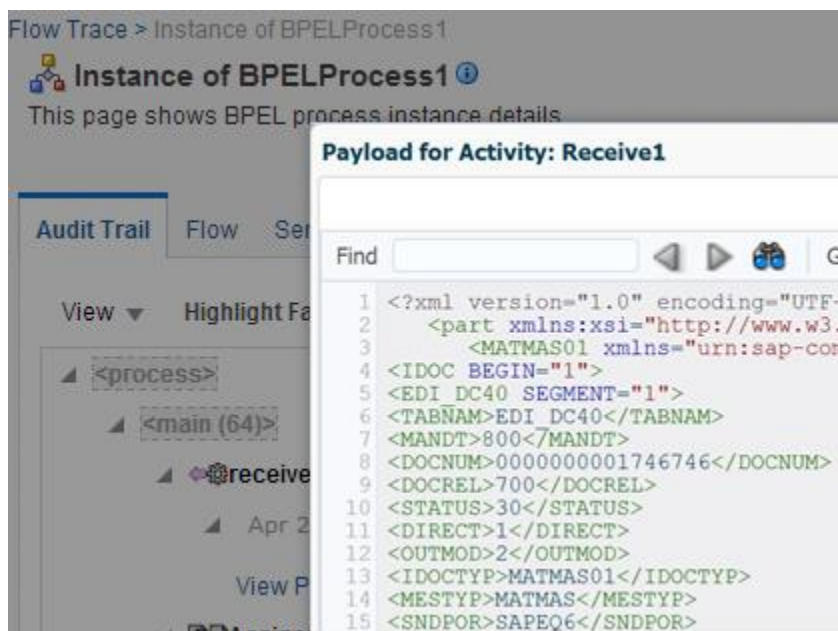 Flow Trace > Instance of BPELProcess1
Instance of BPELProcess1
This page shows BPEL process instance details
Payload for Activity: Receive1
Audit Trail Flow Ser
Find
View Highlight Fa
1 <?xml version="1.0" encoding="UTF-
2 <part xmlns:xsi="http://www.w3.
3 <MATMAS01 xmlns="urn:sap-com
4 <IDOC BEGIN="1">
5 <EDI_DC40 SEGMENT="1">
6 <TABNAM>EDI_DC40</TABNAM>
7 <MANDT>800</MANDT>
8 <DOCNUM>0000000001746746</DOCNUM>
9 <DOCREL>700</DOCREL>
10 <STATUS>30</STATUS>
11 <DIRECT>1</DIRECT>
12 <OUTMOD>2</OUTMOD>
13 <IDOCTYP>MATMAS01</IDOCTYP>
14 <MESTYP>MATMAS</MESTYP>
15 <SNDPOR>SAPEQ6</SNDPOR>
<process>
<main (64)>
receive
Apr 2
View P